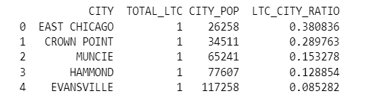 CITY TOTAL_LTC CITY_POP LTC_CITY_RATIO
0 EAST CHICAGO 1 26258 0.380836
1 CROWN POINT 1 34511 0.289763
2 MUNCIE 1 65241 0.153278
3 HAMMOND 1 77607 0.128854
4 EVANSVILLE 1 117258 0.085282